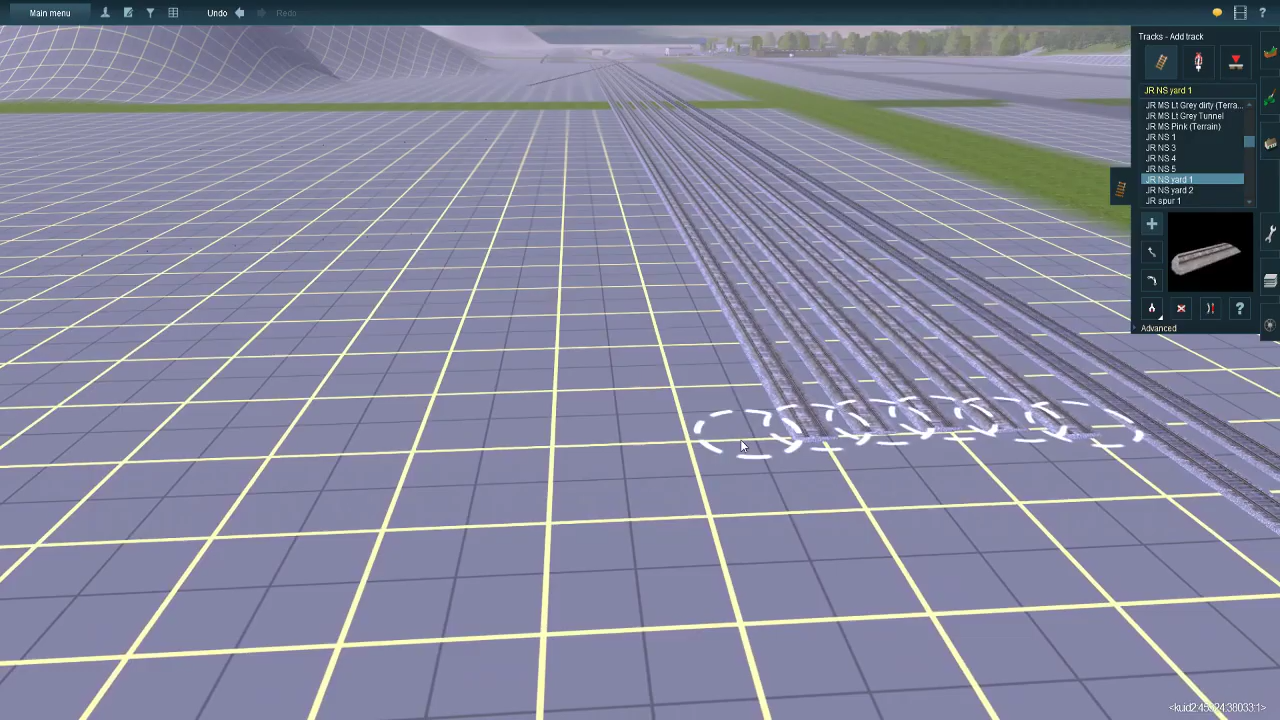 Main menu
Undo
Redo
Tracks - Add track
JR NS yard 1
JR MS Lt Grey dirty (Terra...
JR MS Lt Grey Tunnel
JR MS Pink (Terrain)
JR NS 1
JR NS 3
JR NS 4
JR NS 5
JR NS yard 1
JR NS yard 2
JR spur 1
Advanced